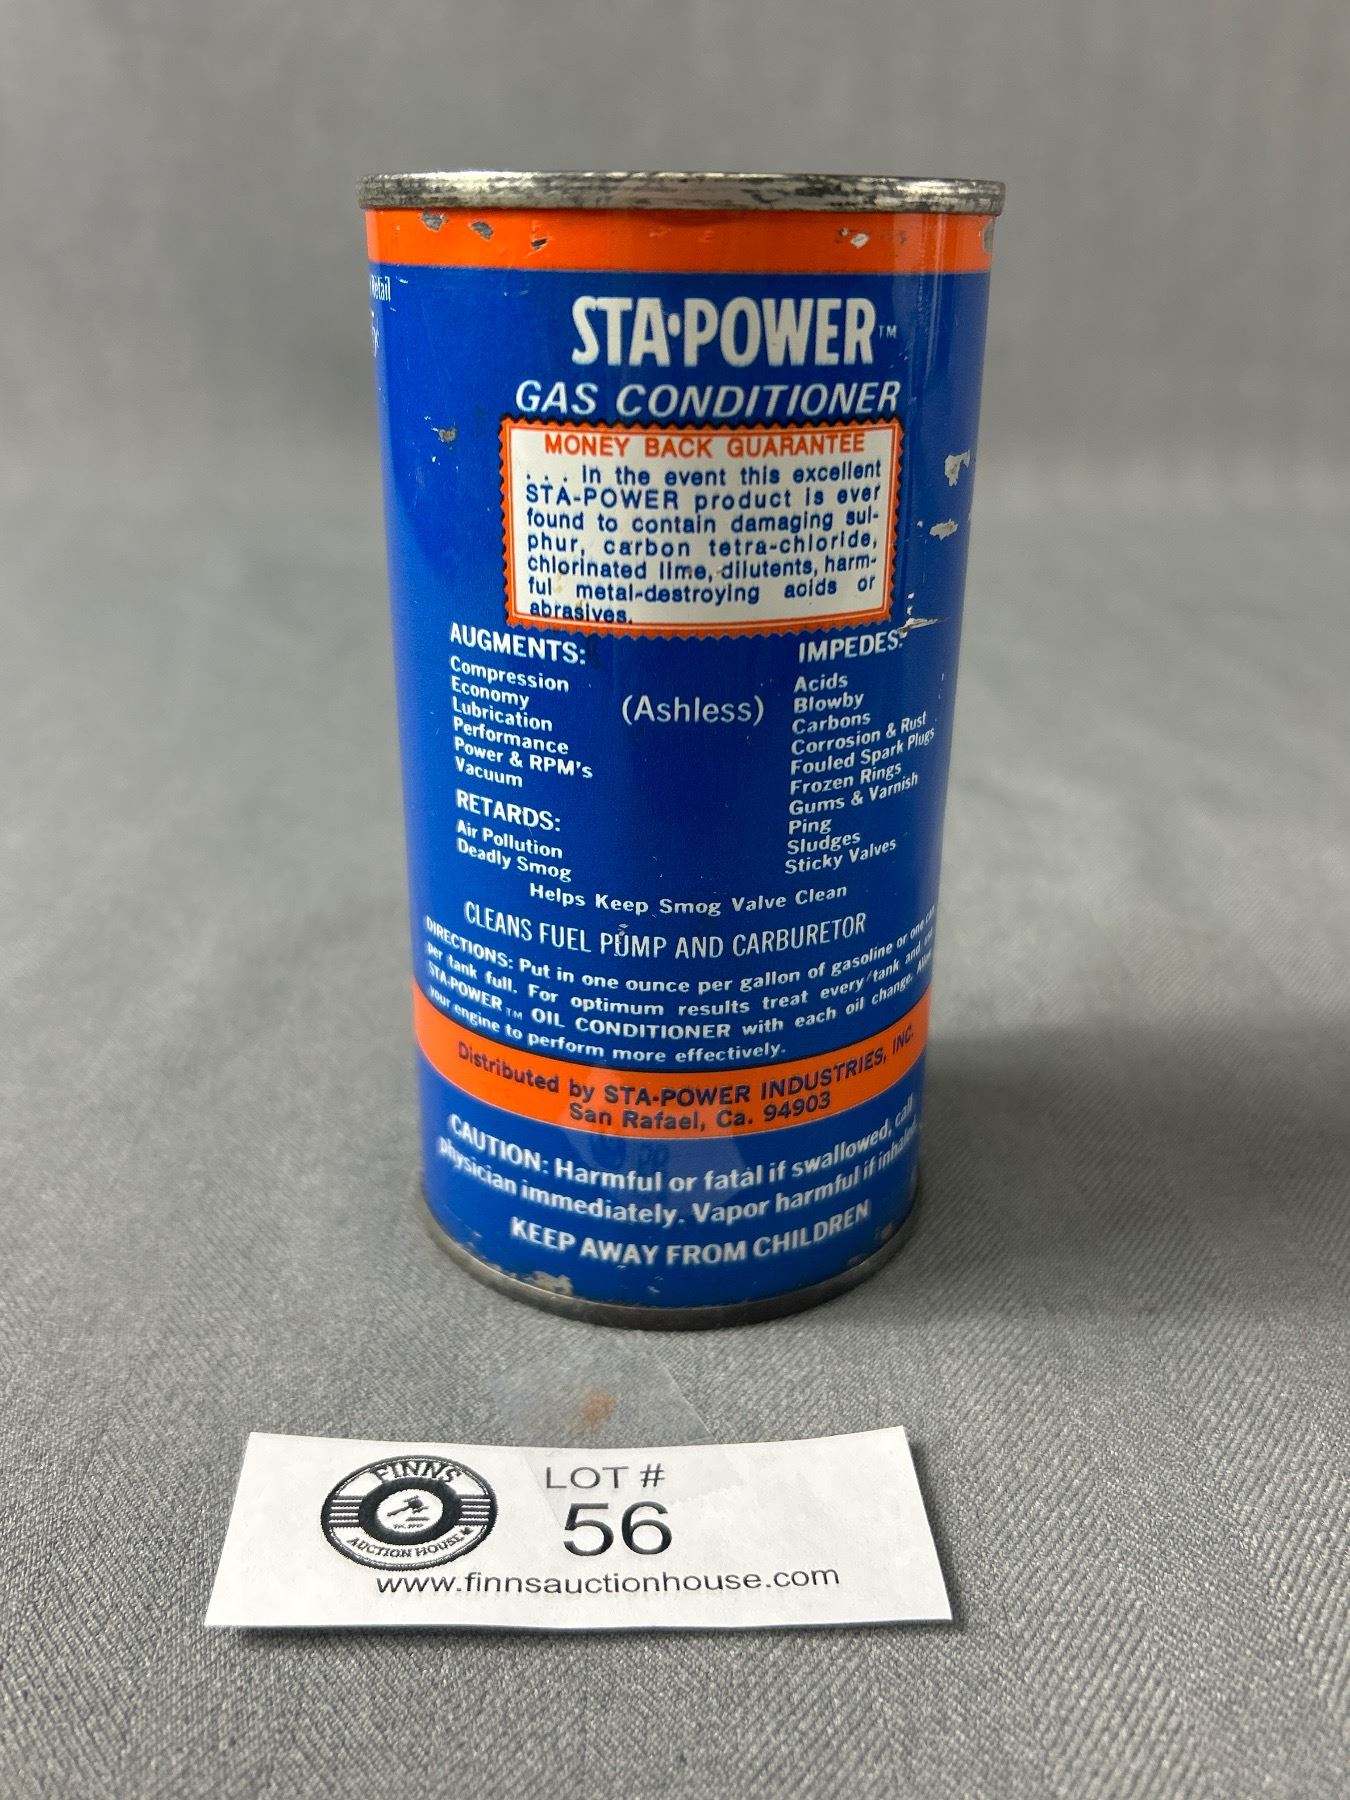 Retail
STA·POWER™
GAS CONDITIONER
MONEY BACK GUARANTEE
. . . in the event this excellent
STA-POWER product is ever
found to contain damaging sul-
phur, carbon tetra-chloride,
chlorinated lime, dilutents, harm-
ful metal-destroying acids or
abrasives.
AUGMENTS:
Compression
Economy
Lubrication
Performance
Power & RPM's
Vacuum
RETARDS:
Air Pollution
Deadly Smog
(Ashless)
IMPEDES:
Acids
Blowby
Carbons
Corrosion & Rust
Fouled Spark Plugs
Frozen Rings
Gums & Varnish
Ping
Sludges
Sticky Valves
Helps Keep Smog Valve Clean
CLEANS FUEL PUMP AND CARBURETOR
DIRECTIONS: Put in one ounce per gallon of gasoline or one can
per tank full. For optimum results treat every tank and use
STA-POWER™ OIL CONDITIONER with each oil change. Allow
your engine to perform more effectively.
Distributed by STA-POWER INDUSTRIES, INC.
San Rafael, Ca. 94903
CAUTION: Harmful or fatal if swallowed, call
physician immediately. Vapor harmful if inhaled.
KEEP AWAY FROM CHILDREN
FINNS
AUCTION HOUSE
LOT #
56
www.finnsauctionhouse.com